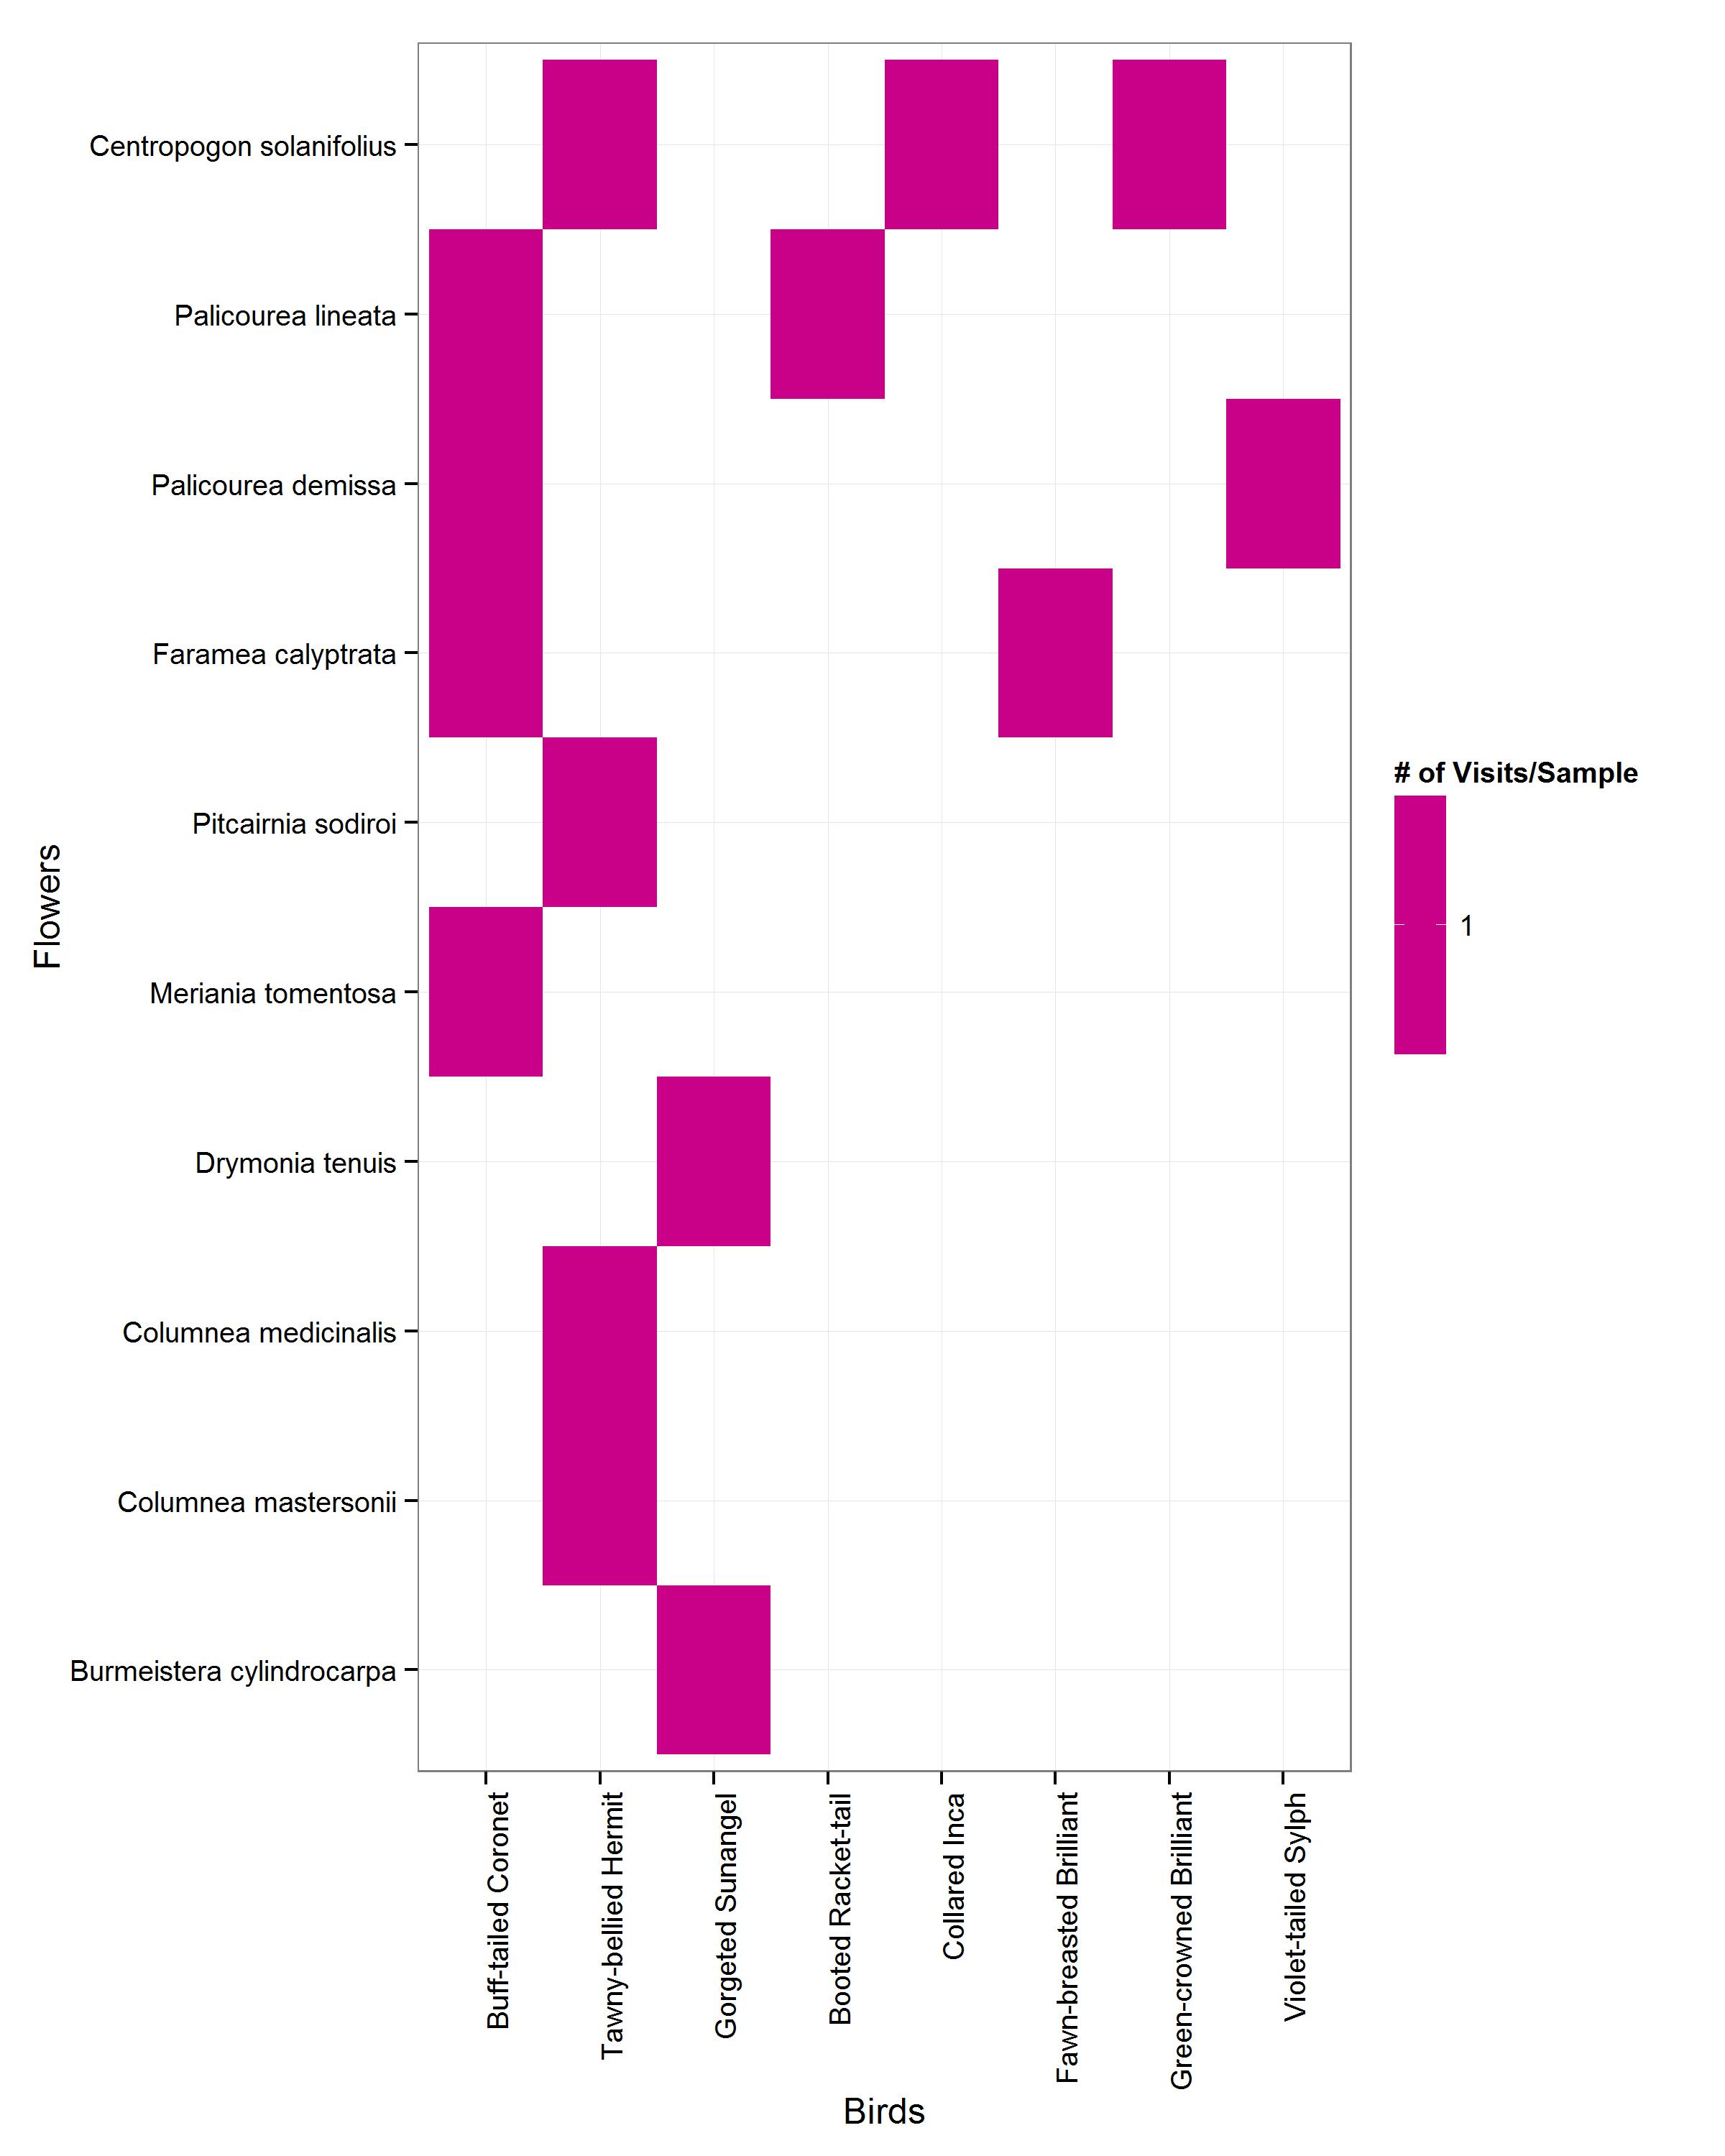 Centropogon solanifolius
Palicourea lineata
Palicourea demissa
Faramea calyptrata
Pitcairnia sodiroi
Meriania tomentosa
Drymonia tenuis
Columnea medicinalis
Columnea mastersonii
Burmeistera cylindrocarpa
Flowers
# of Visits/Sample
1
Buff-tailed Coronet
Tawny-bellied Hermit
Gorgeted Sunangel
Booted Racket-tail
Collared Inca
Fawn-breasted Brilliant
Green-crowned Brilliant
Violet-tailed Sylph
Birds